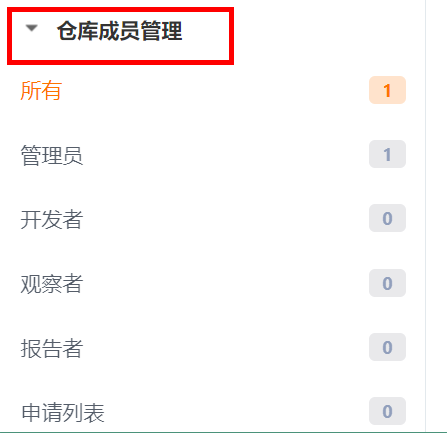 仓库成员管理
所有 1
管理员 1
开发者 0
观察者 0
报告者 0
申请列表 0